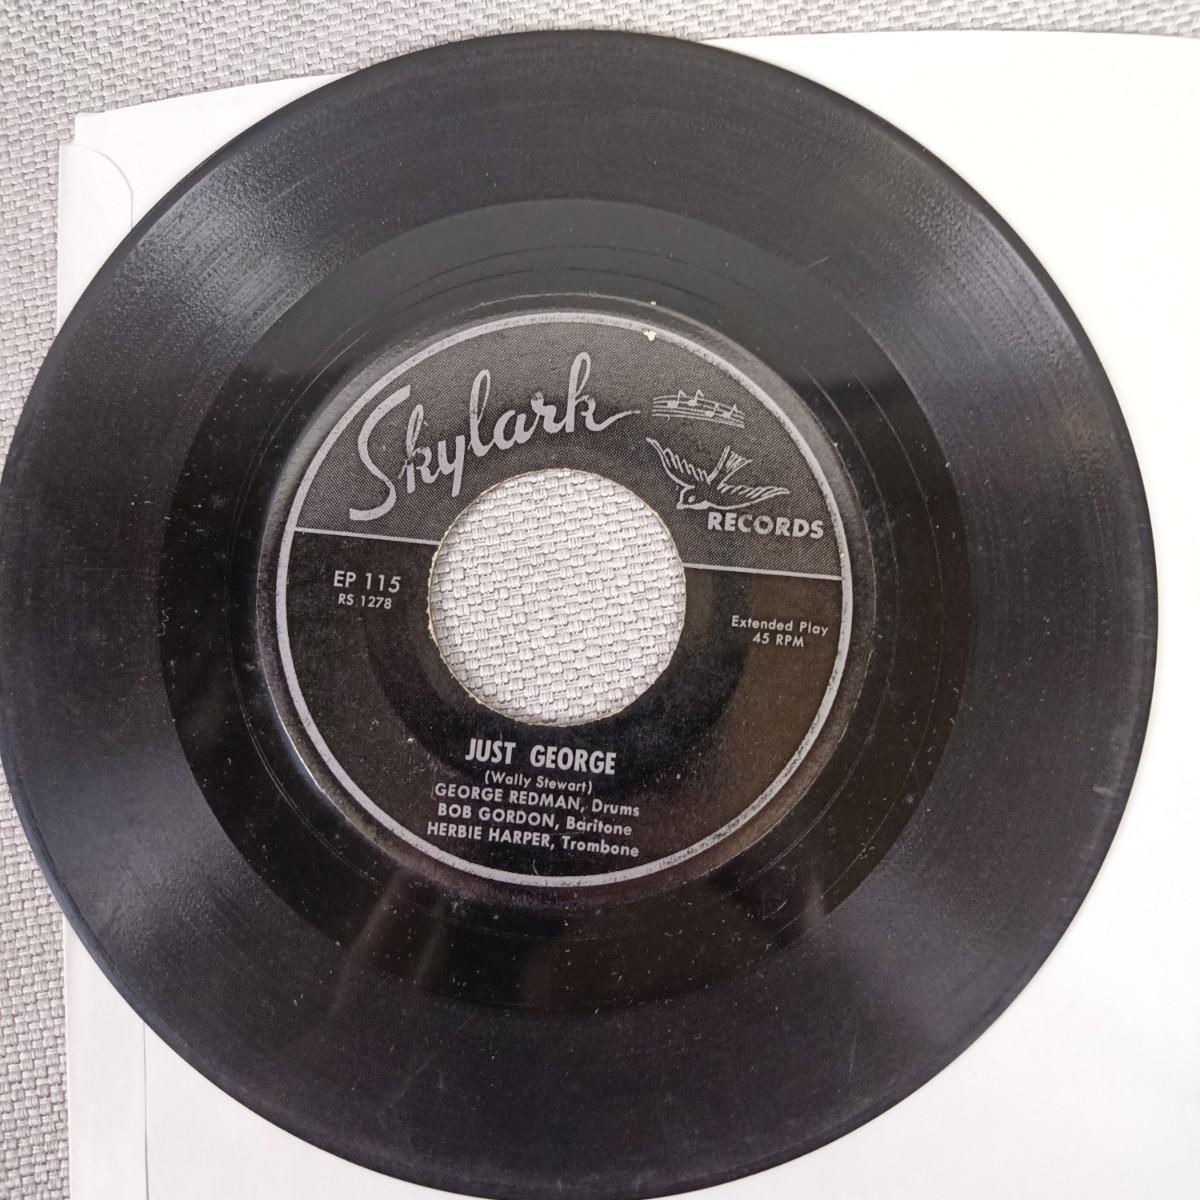 Skylark
RECORDS
EP 115
RS 1278
Extended Play
45 RPM
JUST GEORGE
(Wally Stewart)
GEORGE REDMAN, Drums
BOB GORDON, Baritone
HERBIE HARPER, Trombone